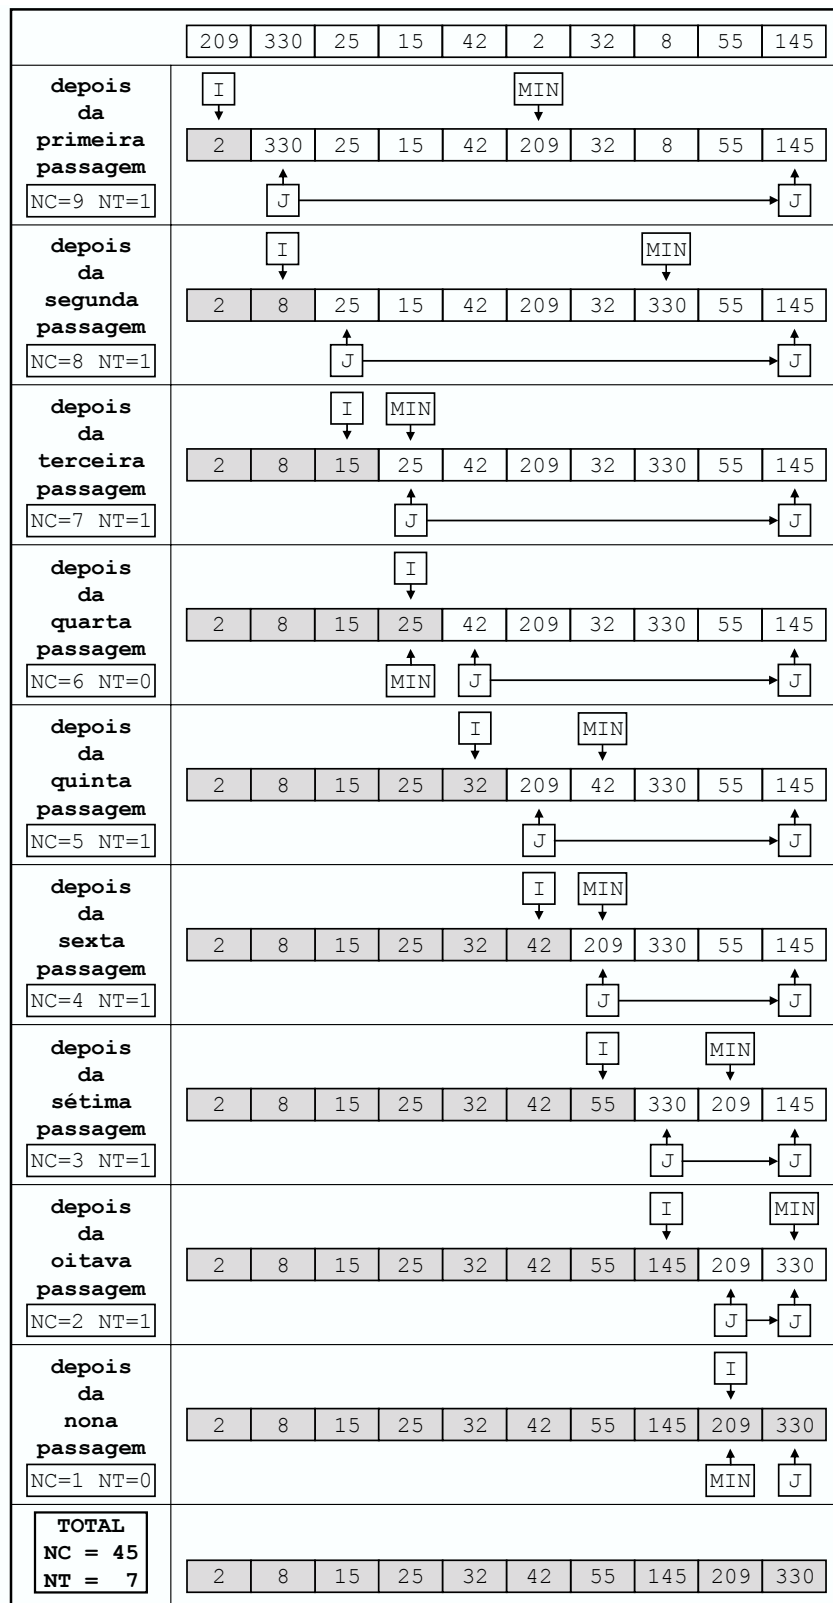 209 330 25 15 42 2 32 8 55 145
depois
da
primeira
passagem
NC=9 NT=1
I MIN
2 330 25 15 42 209 32 8 55 145
J J
depois
da
segunda
passagem
NC=8 NT=1
I MIN
2 8 25 15 42 209 32 330 55 145
J J
depois
da
terceira
passagem
NC=7 NT=1
I MIN
2 8 15 25 42 209 32 330 55 145
J J
depois
da
quarta
passagem
NC=6 NT=0
I
2 8 15 25 42 209 32 330 55 145
MIN J J
depois
da
quinta
passagem
NC=5 NT=1
I MIN
2 8 15 25 32 209 42 330 55 145
J J
depois
da
sexta
passagem
NC=4 NT=1
I MIN
2 8 15 25 32 42 209 330 55 145
J J
depois
da
sétima
passagem
NC=3 NT=1
I MIN
2 8 15 25 32 42 55 330 209 145
J J
depois
da
oitava
passagem
NC=2 NT=1
I MIN
2 8 15 25 32 42 55 145 209 330
J J
depois
da
nona
passagem
NC=1 NT=0
I
2 8 15 25 32 42 55 145 209 330
MIN J
TOTAL
NC = 45
NT = 7
2 8 15 25 32 42 55 145 209 330